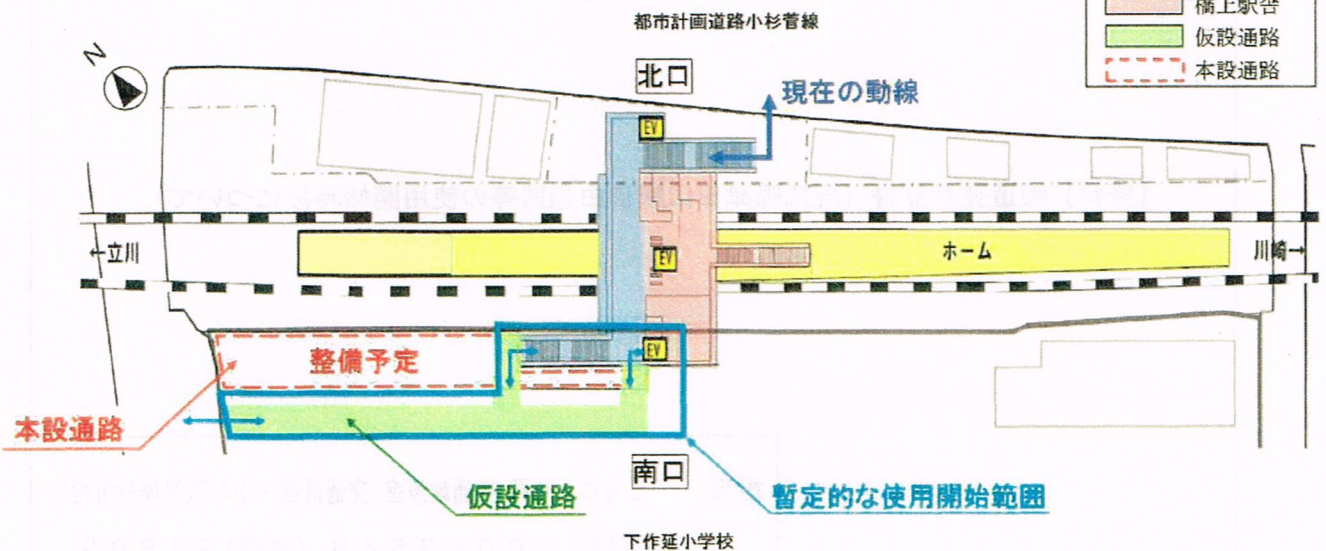 都市計画道路小杉菅線
橋上駅舎
仮設通路
本設通路
N
北口
現在の動線
EV
←立川
EV
ホーム
川崎→
整備予定
EV
本設通路
南口
仮設通路
暫定的な使用開始範囲
下作延小学校